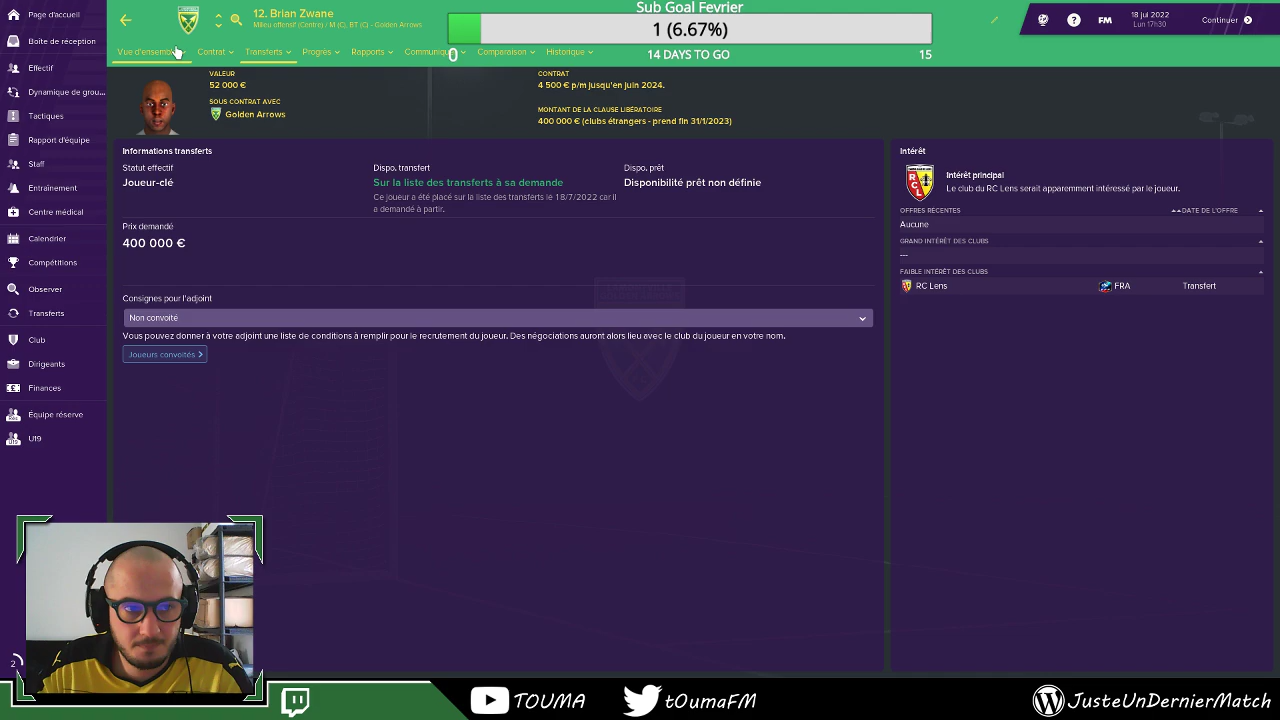 Sub Goal Fevrier
1 (6.67%)
0
14 DAYS TO GO
15
12. Brian Zwane
Milieu offensif (Centre) / M (C), BT (C) - Golden Arrows
18 jul 2022
Lun 17h30
Continuer
FM
Vue d'ensemble
Contrat
Transferts
Progrès
Rapports
Comparaison
Historique
Page d'accueil
Boîte de réception
Effectif
Dynamique de grou...
Tactiques
Rapport d'équipe
Staff
Entraînement
Centre médical
Calendrier
Compétitions
Observer
Transferts
Club
Dirigeants
Finances
Équipe réserve
U19
VALEUR
52 000 €
SOUS CONTRAT AVEC
Golden Arrows
CONTRAT
4 500 € p/m jusqu'en juin 2024.
MONTANT DE LA CLAUSE LIBÉRATOIRE
400 000 € (clubs étrangers - prend fin 31/1/2023)
Informations transferts
Statut effectif
Joueur-clé
Dispo. transfert
Sur la liste des transferts à sa demande
Ce joueur a été placé sur la liste des transferts le 18/7/2022 car il
a demandé à partir.
Dispo. prêt
Disponibilité prêt non définie
Prix demandé
400 000 €
Consignes pour l'adjoint
Non convoité
Vous pouvez donner à votre adjoint une liste de conditions à remplir pour le recrutement du joueur. Des négociations auront alors lieu avec le club du joueur en votre nom.
Joueurs convoités
Intérêt
Intérêt principal
Le club du RC Lens serait apparemment intéressé par le joueur.
OFFRES RÉCENTES
DATE DE L'OFFRE
Aucune
GRAND INTÉRÊT DES CLUBS
---
FAIBLE INTÉRÊT DES CLUBS
RC Lens
FRA
Transfert
2
TOUMA
tOumaFM
JusteUnDernierMatch